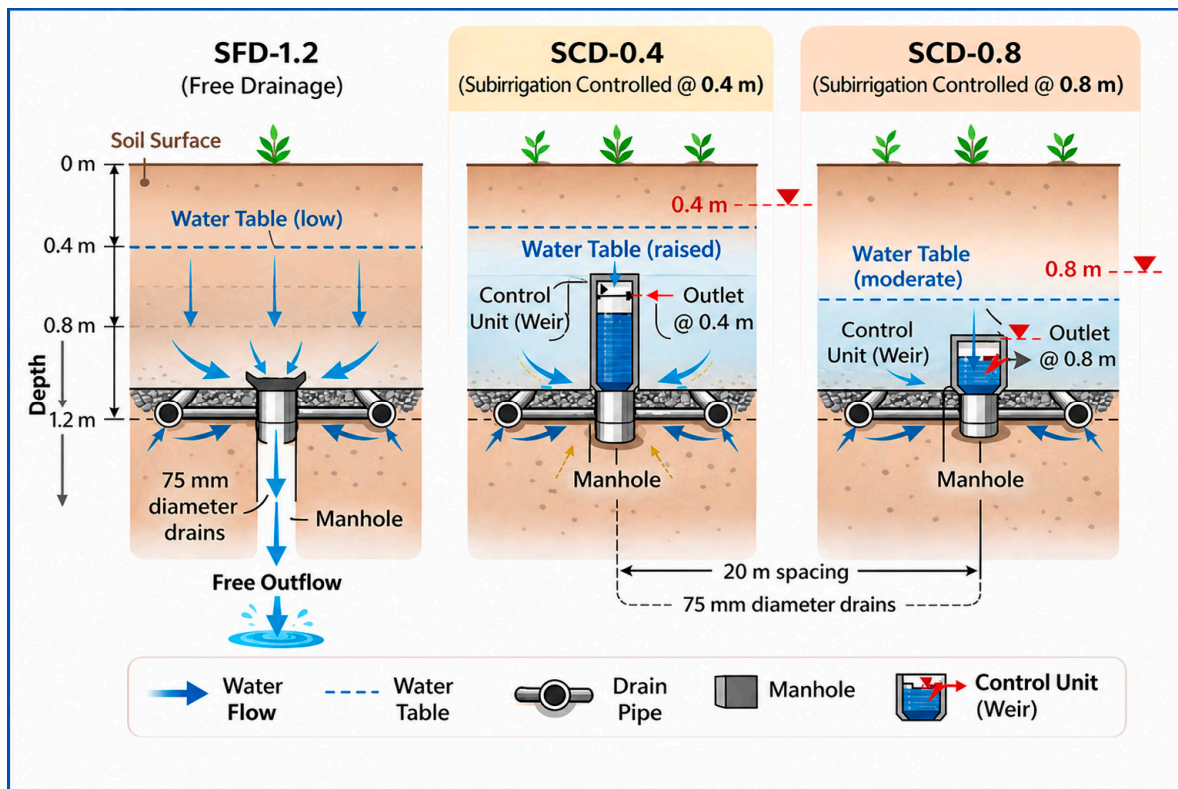 SFD-1.2
(Free Drainage)
Soil Surface
0 m
Water Table (low)
0.4 m
0.8 m
Depth
1.2 m
75 mm
diameter
drains
Manhole
Free Outflow
SCD-0.4
(Subirrigation Controlled @ 0.4 m)
0.4 m
Water Table (raised)
Control
Unit (Weir)
Outlet
@ 0.4 m
Manhole
SCD-0.8
(Subirrigation Controlled @ 0.8 m)
0.8 m
Water Table
(moderate)
Control
Unit (Weir)
Outlet
@ 0.8 m
Manhole
20 m spacing
75 mm diameter drains
Water
Flow
Water
Table
Drain
Pipe
Manhole
Control Unit
(Weir)